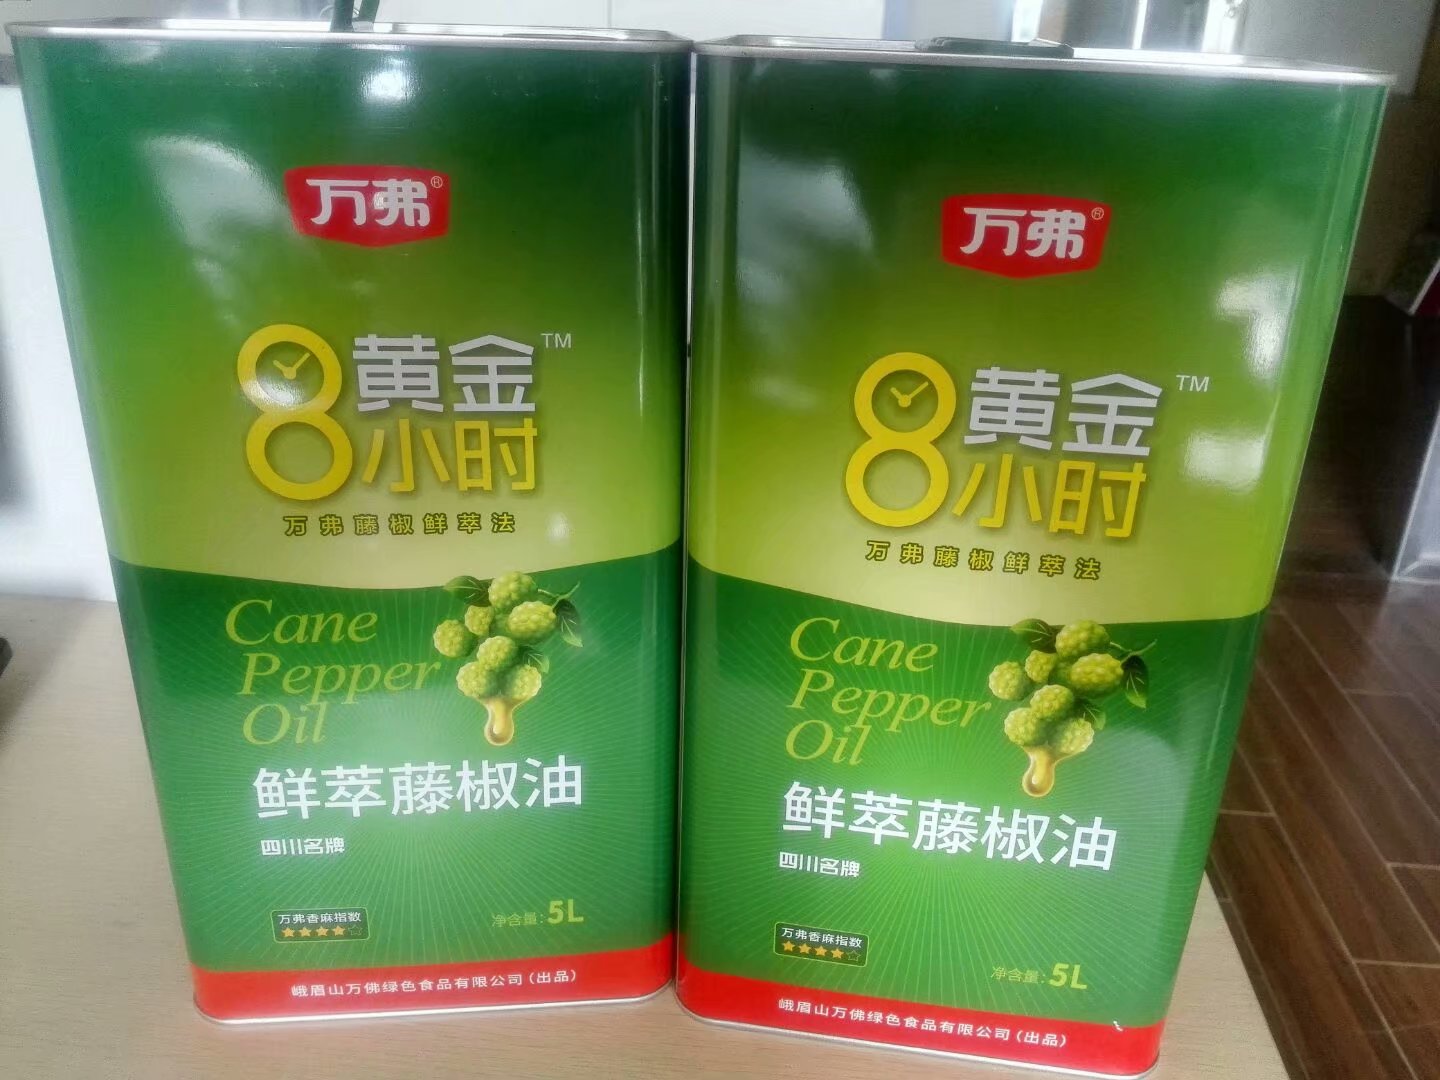 万弗®
8黄金™
小时
万弗藤椒鲜萃法
Cane
Pepper
Oil
鲜萃藤椒油
四川名牌
万弗香麻指数
净含量:5L
峨眉山万佛绿色食品有限公司(出品)
万弗®
8黄金™
小时
万弗藤椒鲜萃法
Cane
Pepper
Oil
鲜萃藤椒油
四川名牌
万弗香麻指数
净含量:5L
峨眉山万佛绿色食品有限公司(出品)